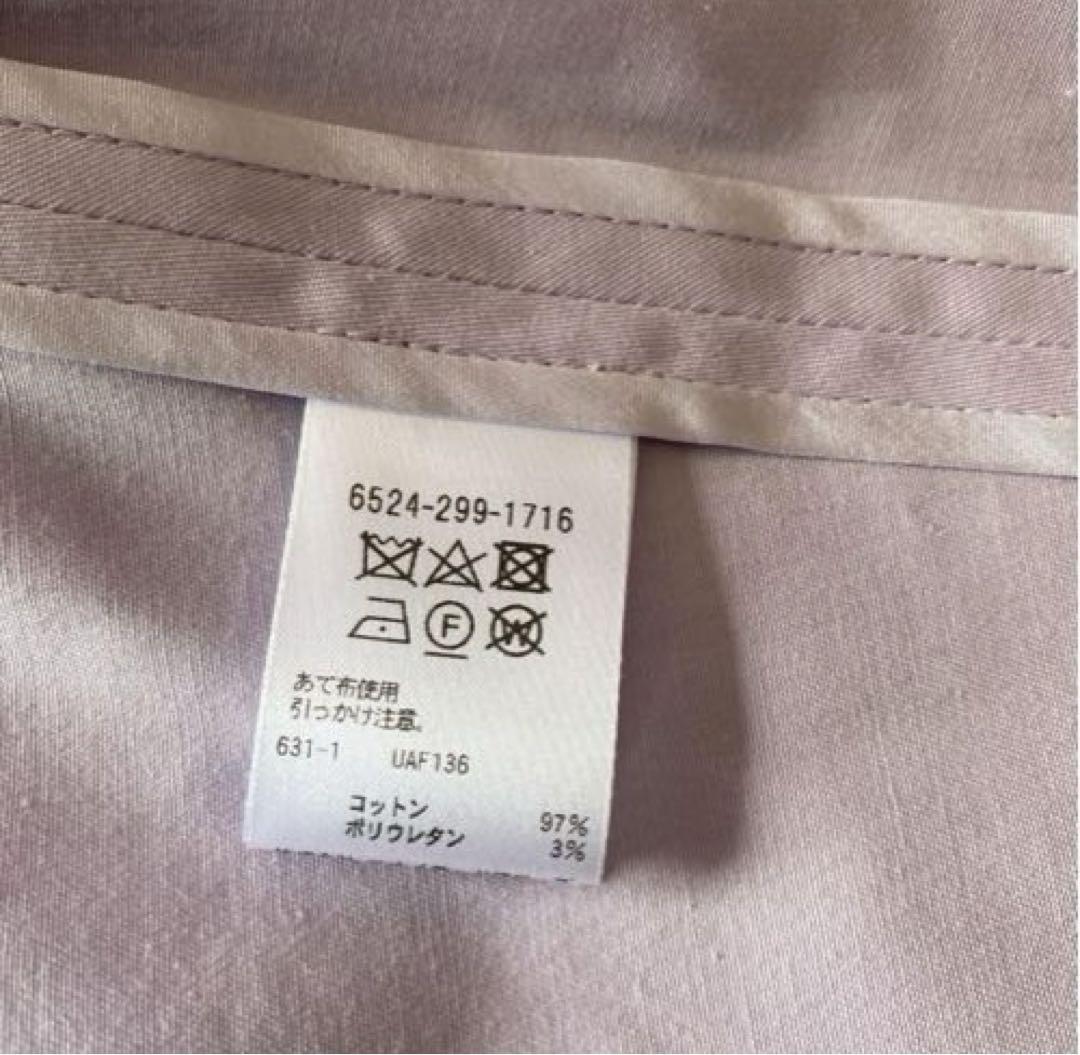 6524-299-1716
F W
あて布使用
引っかけ注意。
631-1 UAF136
コットン 97%
ポリウレタン 3%